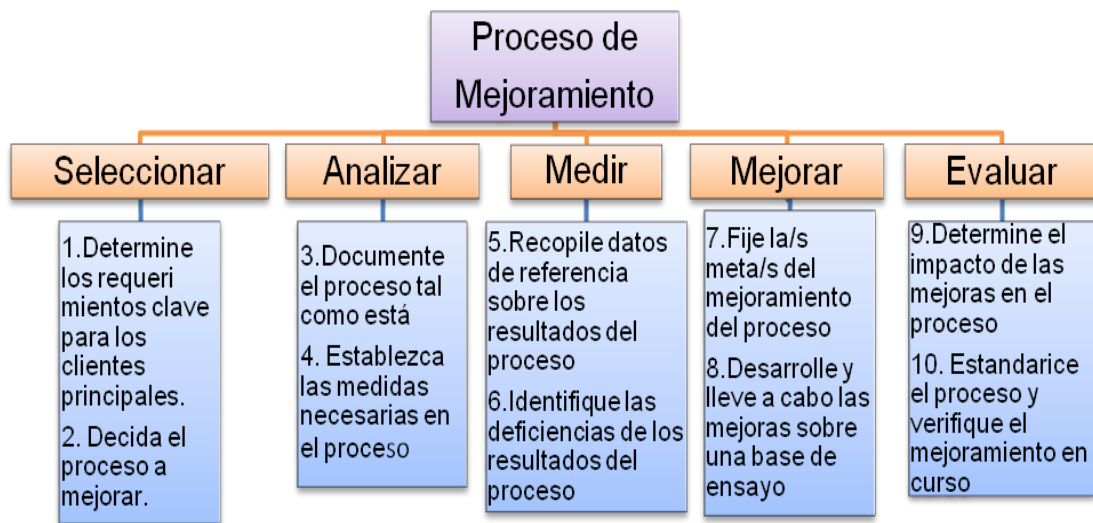 Proceso de
Mejoramiento
Seleccionar
Analizar
Medir
Mejorar
Evaluar
1.Determine
los requeri
mientos clave
para los
clientes
principales.
2. Decida el
proceso a
mejorar.
3.Documente
el proceso tal
como está
4. Establezca
las medidas
necesarias en
el proceso
5.Recopile datos
de referencia
sobre los
resultados del
proceso
6.Identifique las
deficiencias de los
resultados del
proceso
7.Fije la/s
meta/s del
mejoramiento
del proceso
8.Desarrolle y
lleve a cabo las
mejoras sobre
una base de
ensayo
9.Determine el
impacto de las
mejoras en el
proceso
10. Estandarice
el proceso y
verifique el
mejoramiento en
curso